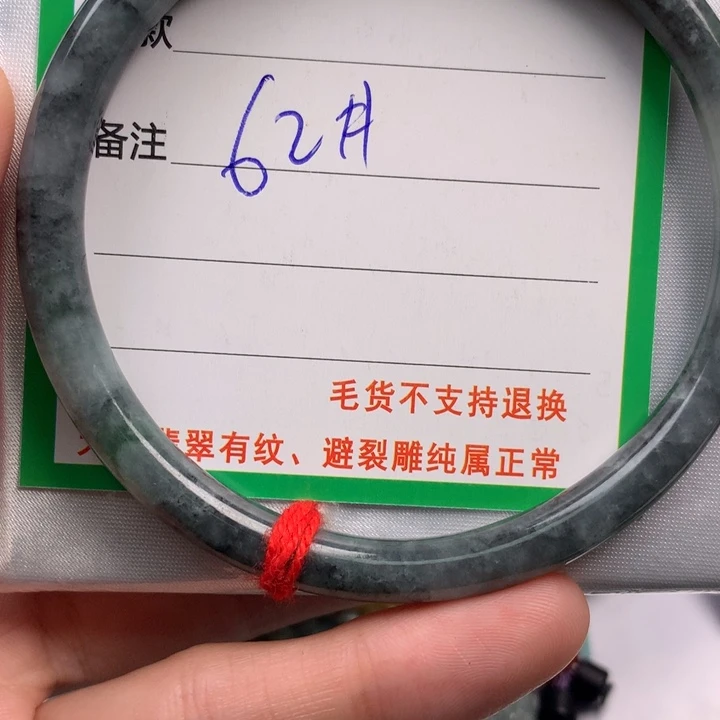 款
备注 62A
毛货不支持退换
翡翠有纹、避裂雕纯属正常